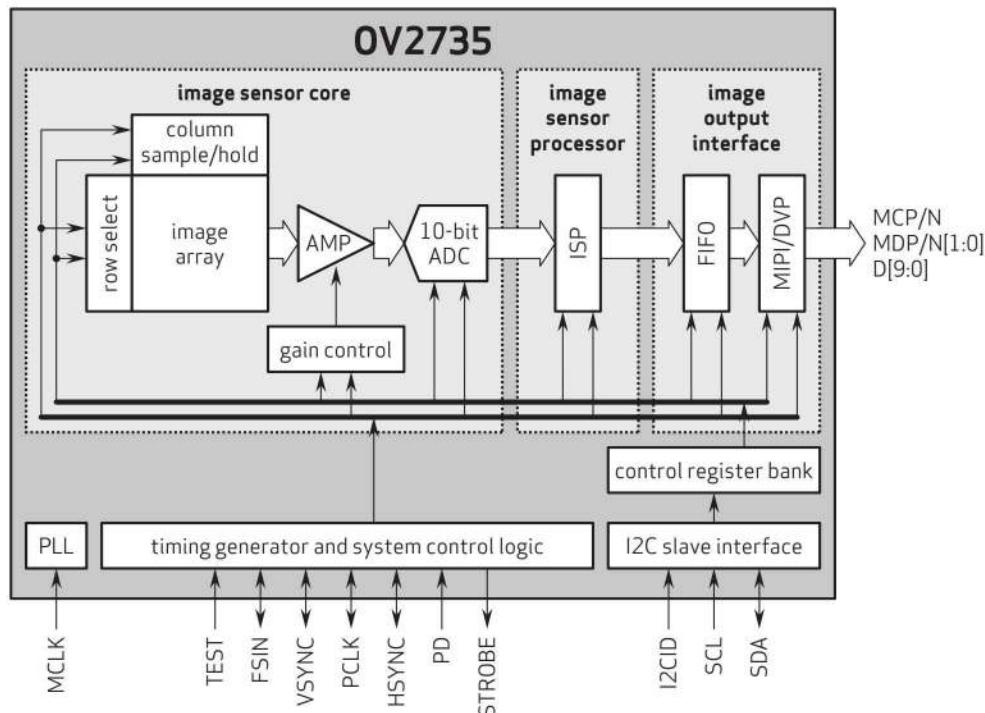 OV2735
image sensor core
image
sensor
processor
image
output
interface
column
sample/hold
row select
image
array
AMP
10-bit
ADC
gain control
ISP
FIFO
MIPI/DVP
MCP/N
MDP/N[1:0]
D[9:0]
control register bank
PLL
timing generator and system control logic
I2C slave interface
MCLK
TEST
FSIN
VSYNC
PCLK
HSYNC
PD
STROBE
I2CID
SCL
SDA